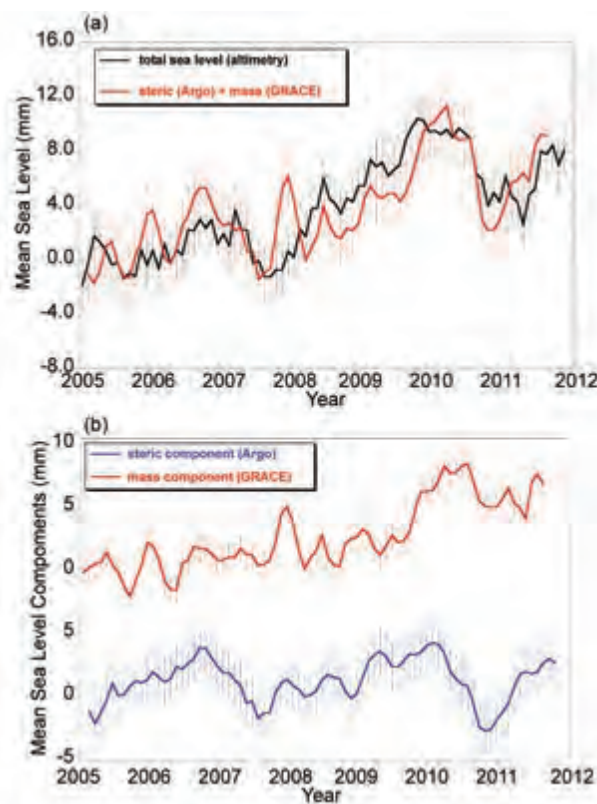 (a)
16.0
total sea level (altimetry)
steric (Argo) + mass (GRACE)
12.0
8.0
4.0
0.0
-4.0
-8.0
Mean Sea Level (mm)
2005 2006 2007 2008 2009 2010 2011 2012
Year
(b)
10
steric component (Argo)
mass component (GRACE)
5
0
5
0
-5
Mean Sea Level Components (mm)
2005 2006 2007 2008 2009 2010 2011 2012
Year